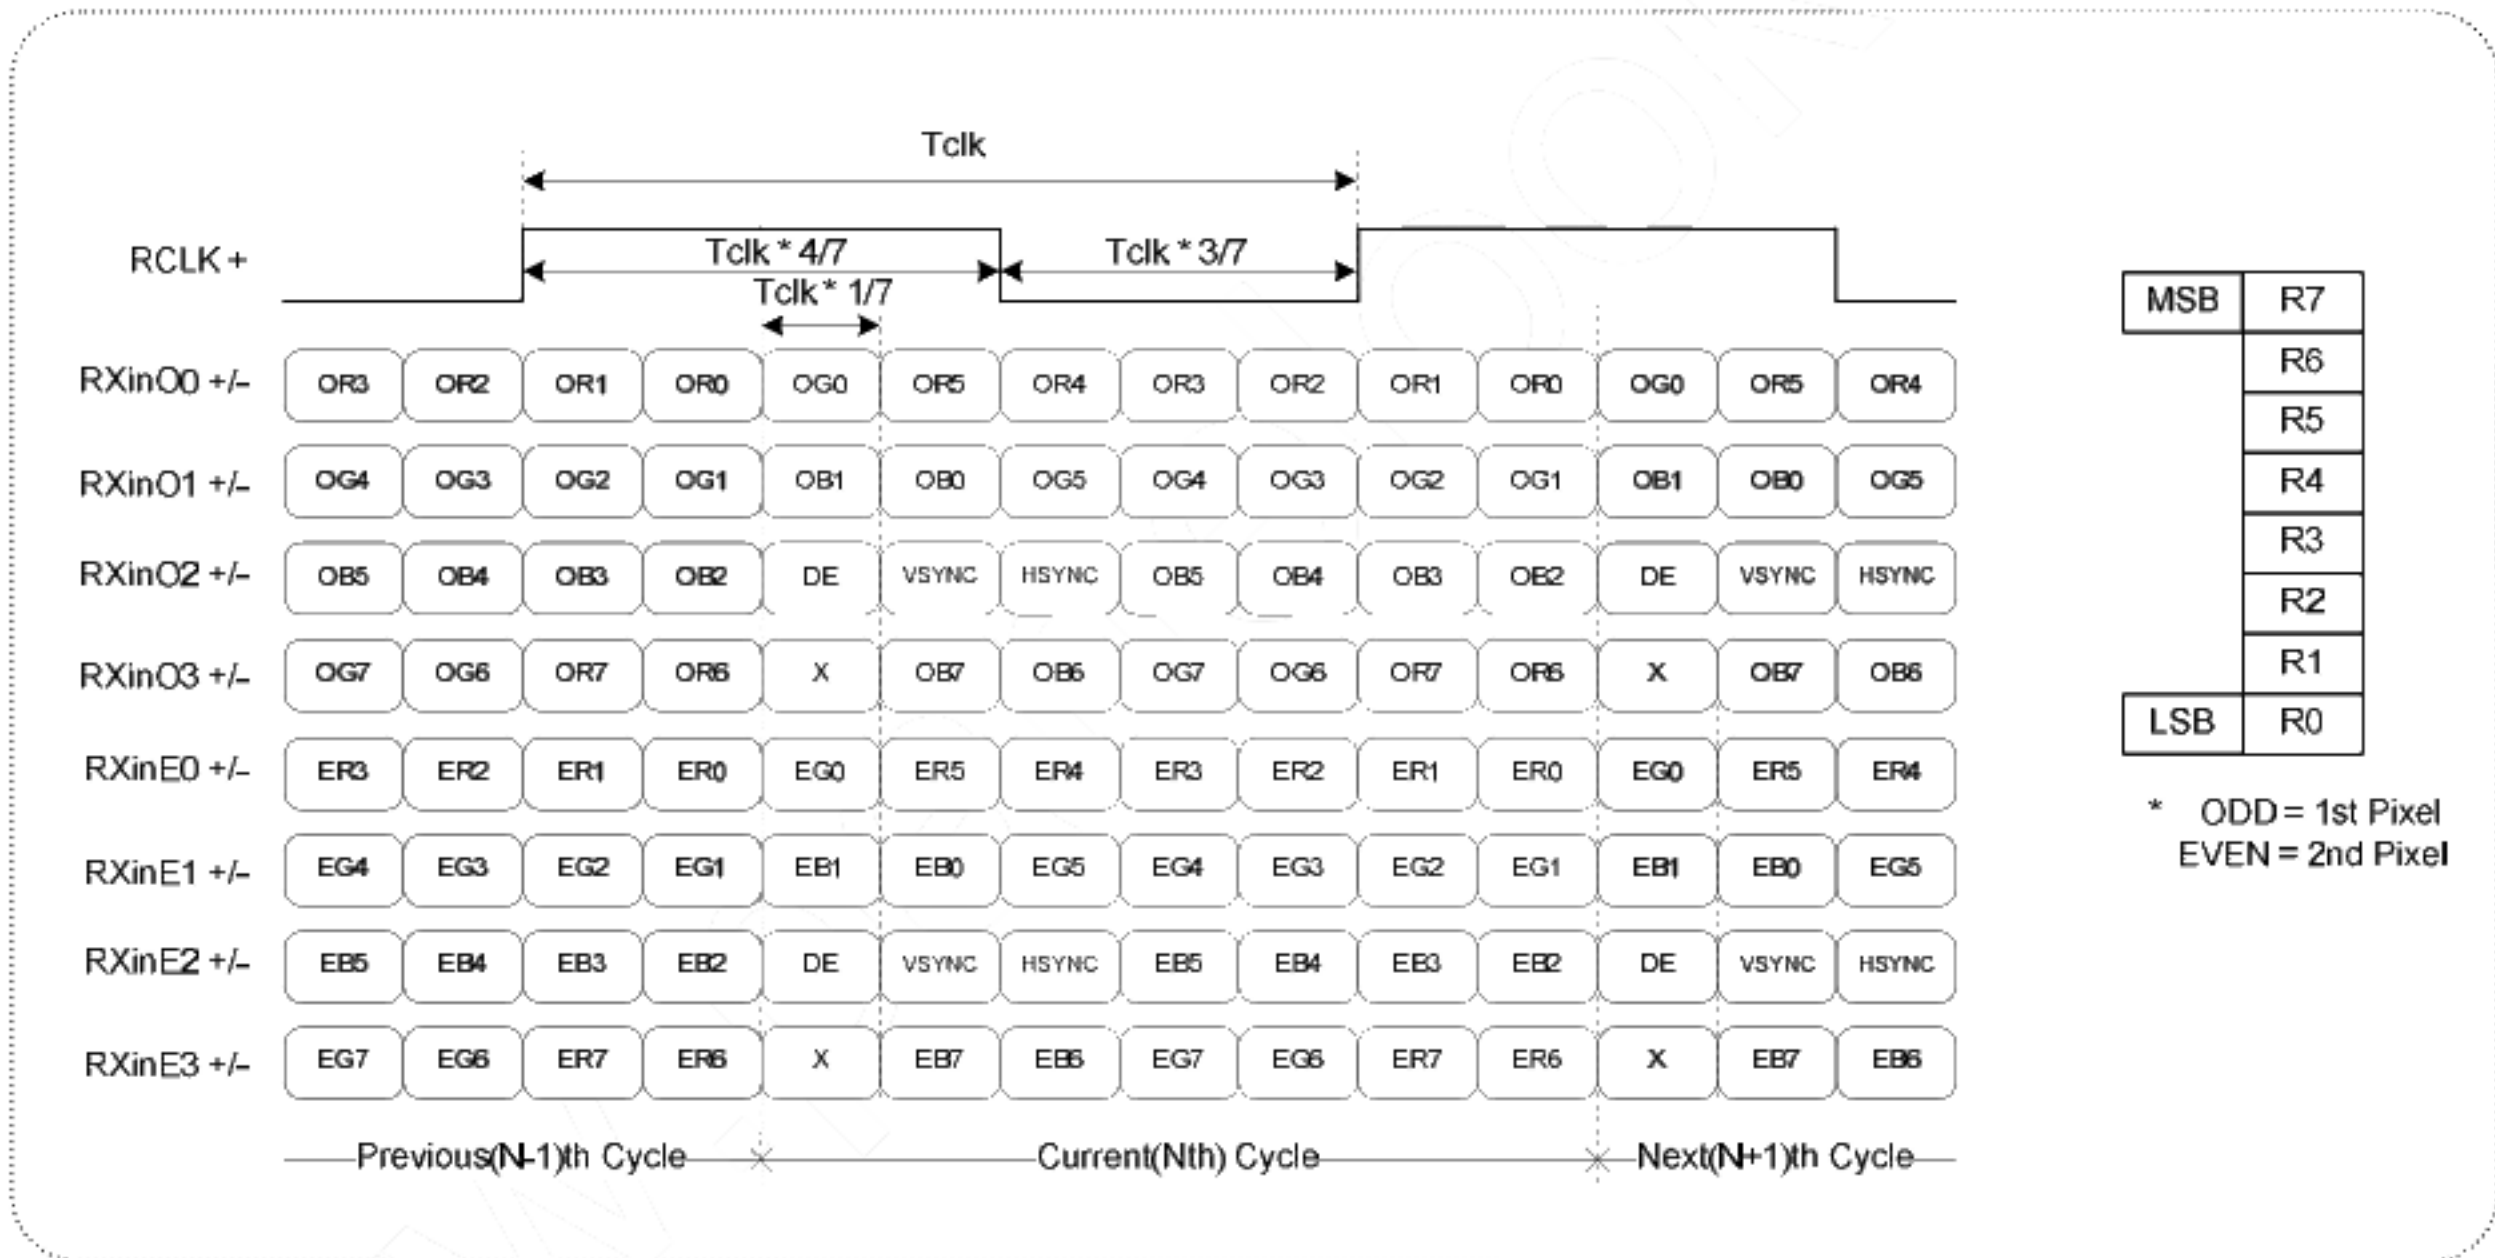 Tclk
RCLK +
Tclk * 4/7
Tclk * 3/7
Tclk * 1/7
RXinO0 +/- OR3 OR2 OR1 OR0 OG0 OR5 OR4 OR3 OR2 OR1 OR0 OG0 OR5 OR4
RXinO1 +/- OG4 OG3 OG2 OG1 OB1 OB0 OG5 OG4 OG3 OG2 OG1 OB1 OB0 OG5
RXinO2 +/- OB5 OB4 OB3 OB2 DE VSYNC HSYNC OB5 OB4 OB3 OB2 DE VSYNC HSYNC
RXinO3 +/- OG7 OG6 OR7 OR6 X OB7 OB6 OG7 OG6 OR7 OR6 X OB7 OB6
RXinE0 +/- ER3 ER2 ER1 ER0 EG0 ER5 ER4 ER3 ER2 ER1 ER0 EG0 ER5 ER4
RXinE1 +/- EG4 EG3 EG2 EG1 EB1 EB0 EG5 EG4 EG3 EG2 EG1 EB1 EB0 EG5
RXinE2 +/- EB5 EB4 EB3 EB2 DE VSYNC HSYNC EB5 EB4 EB3 EB2 DE VSYNC HSYNC
RXinE3 +/- EG7 EG6 ER7 ER6 X EB7 EB6 EG7 EG6 ER7 ER6 X EB7 EB6
Previous(N-1)th Cycle Current(Nth) Cycle Next(N+1)th Cycle
MSB R7
R6
R5
R4
R3
R2
R1
LSB R0
* ODD = 1st Pixel
EVEN = 2nd Pixel